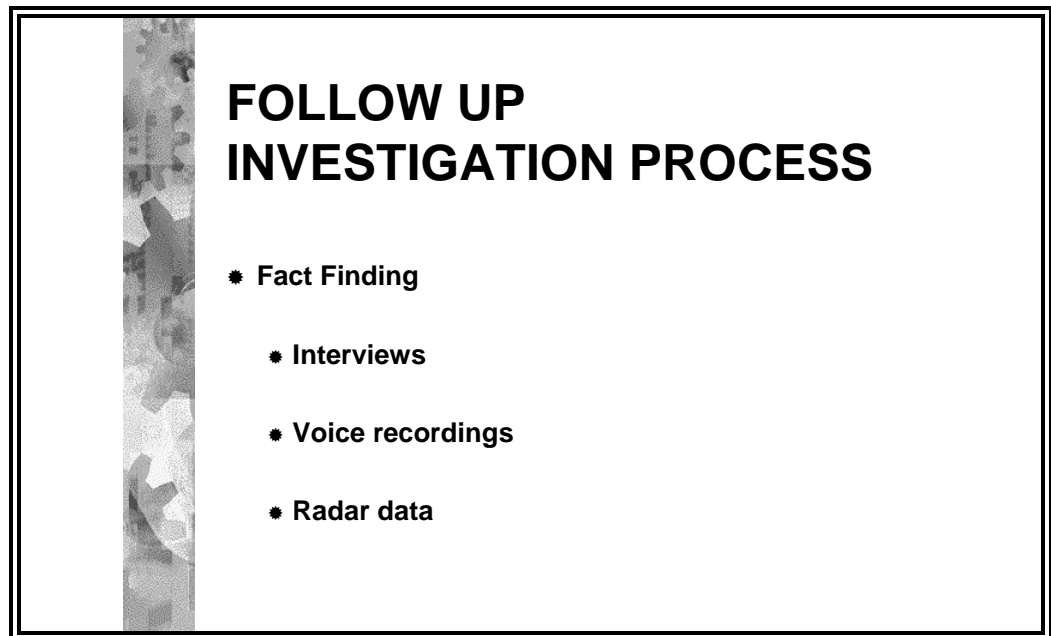 FOLLOW UP
INVESTIGATION PROCESS
Fact Finding
Interviews
Voice recordings
Radar data